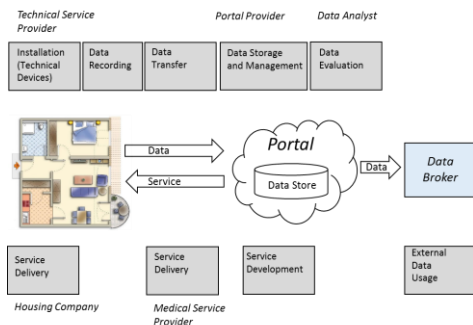 Technical Service
Provider
Portal Provider
Data Analyst
Installation
(Technical
Devices)
Data
Recording
Data
Transfer
Data Storage
and Management
Data
Evaluation
Data
Service
Portal
Data Store
Data
Data
Broker
Service
Delivery
Service
Delivery
Service
Development
External
Data
Usage
Housing Company
Medical Service
Provider